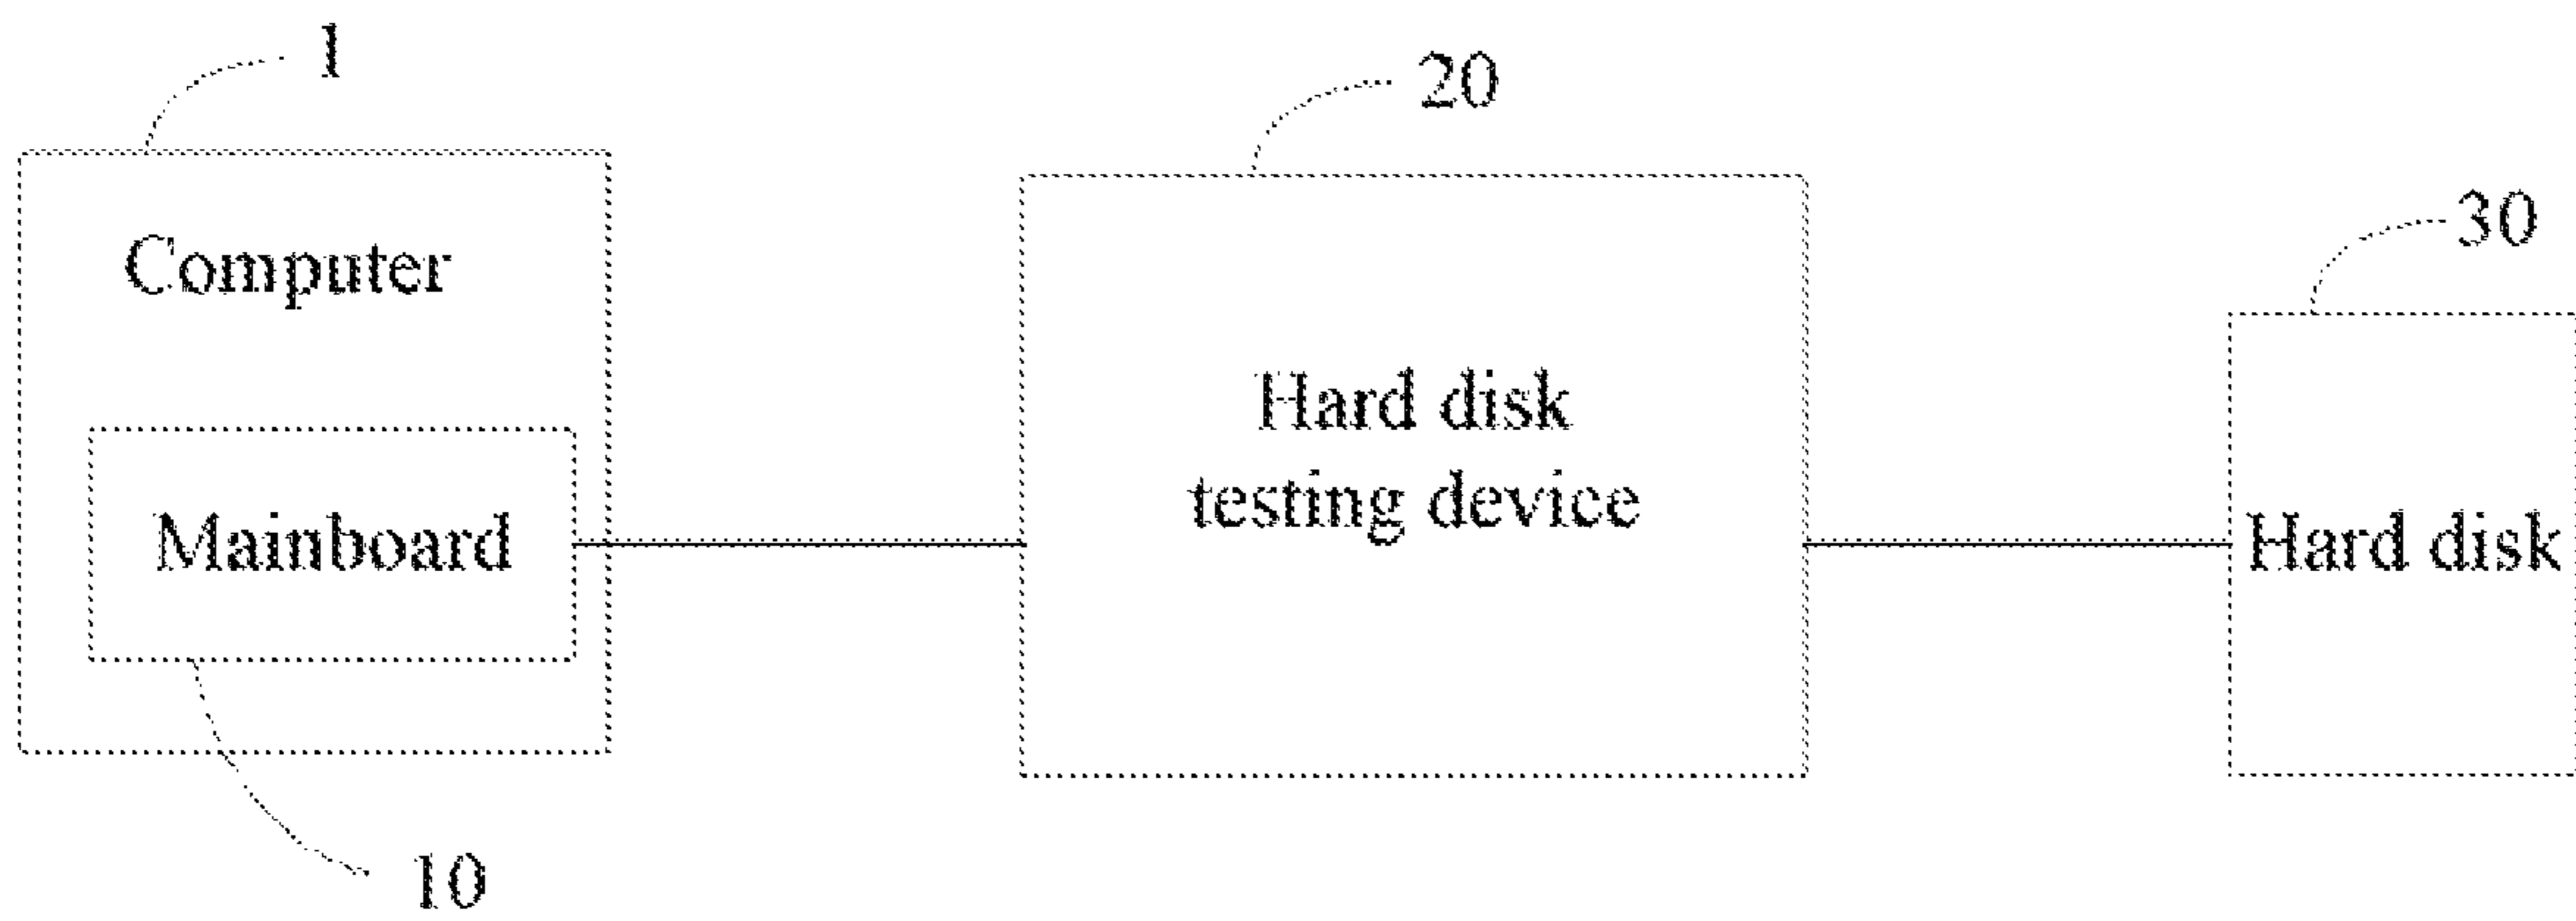 1
20
30
Computer
Hard disk
testing device
Mainboard
Hard disk
10